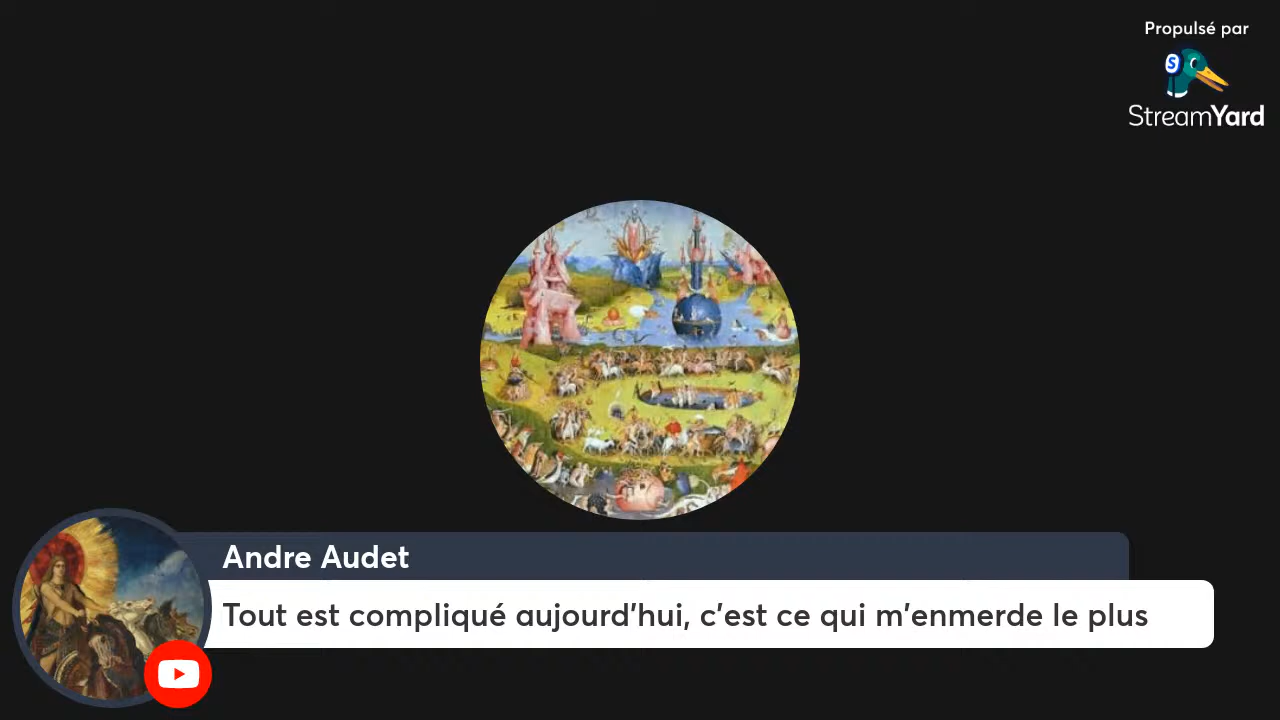 Propulsé par
S
StreamYard
Andre Audet
Tout est compliqué aujourd’hui, c’est ce qui m’enmerde le plus